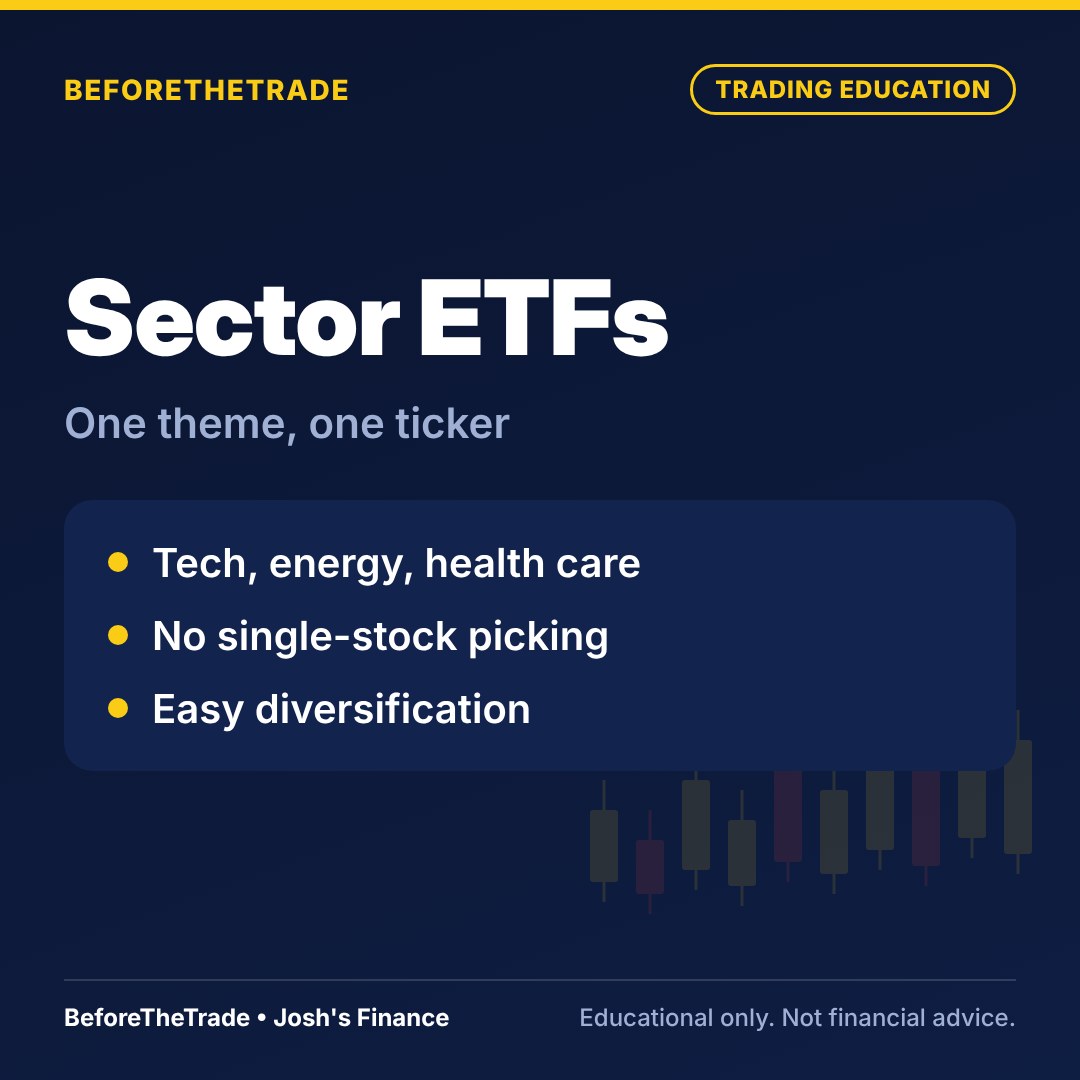 BEFORETHETRADE
TRADING EDUCATION
Sector ETFs
One theme, one ticker
Tech, energy, health care
No single-stock picking
Easy diversification
BeforeTheTrade • Josh's Finance
Educational only. Not financial advice.